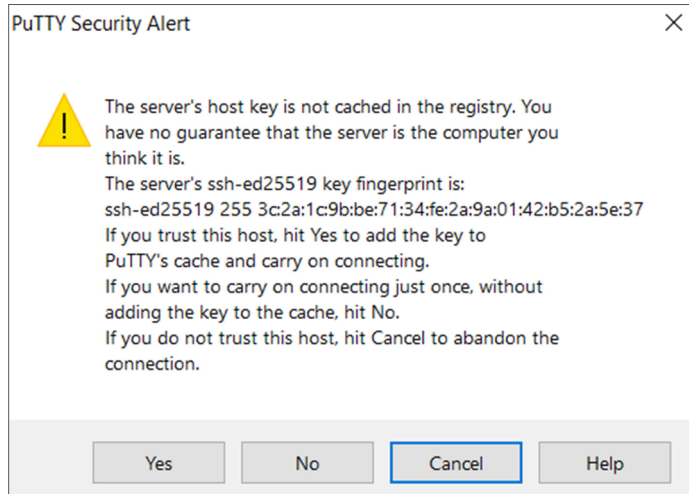 PuTTY Security Alert
The server's host key is not cached in the registry. You
have no guarantee that the server is the computer you
think it is.
The server's ssh-ed25519 key fingerprint is:
ssh-ed25519 255 3c:2a:1c:9b:be:71:34:fe:2a:9a:01:42:b5:2a:5e:37
If you trust this host, hit Yes to add the key to
PuTTY's cache and carry on connecting.
If you want to carry on connecting just once, without
adding the key to the cache, hit No.
If you do not trust this host, hit Cancel to abandon the
connection.
Yes No Cancel Help